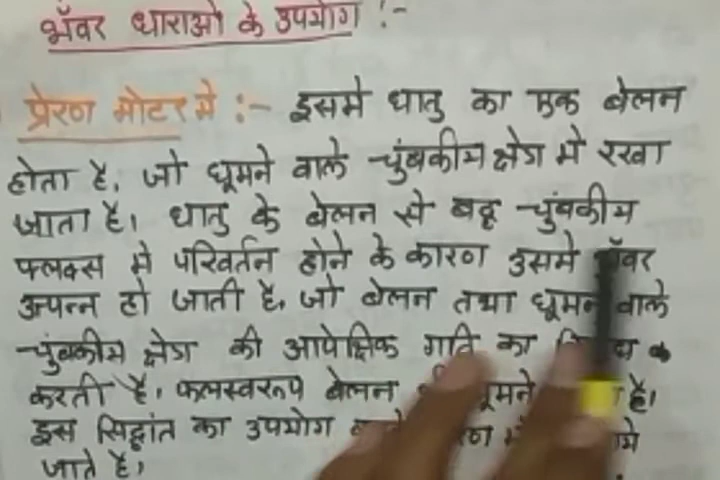 भँवर धाराओ के उपयोग :-
प्रेरण मोटर मे :- इसमे धातु का एक बेलन
होता है, जो घूमने वाले चुंबकीय क्षेत्र मे रखा
जाता है। धातु के बेलन से बद्ध चुंबकीय
फ्लक्स मे परिवर्तन होने के कारण उसमे
उत्पन्न हो जाती है, जो बेलन तथा घूमने वाले
चुंबकीय क्षेत्र की आपेक्षिक गति का
करती है। फलस्वरूप बेलन है।
इस सिद्धांत का उपयोग
जाते है।